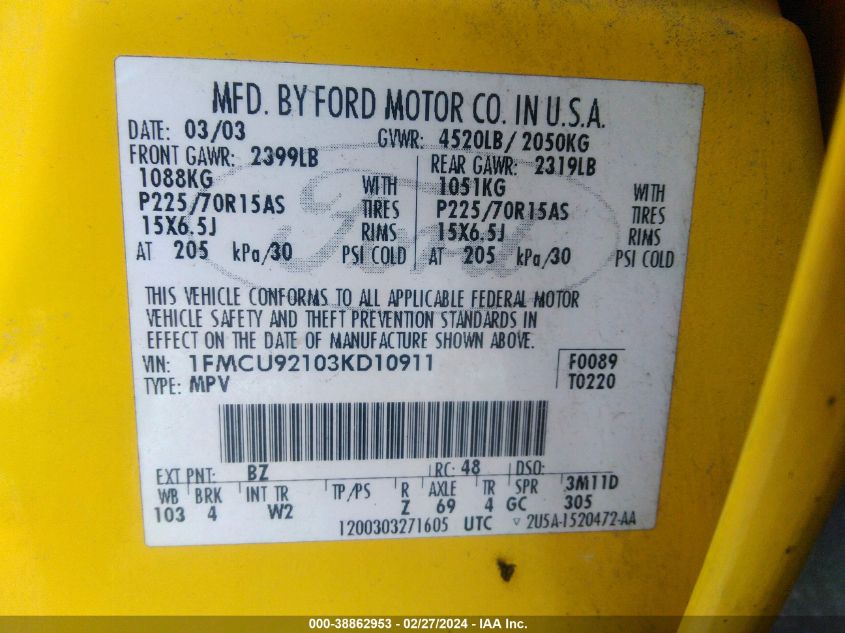 MFD. BY FORD MOTOR CO. IN U.S.A.
DATE: 03/03 GVWR: 4520LB/ 2050KG
FRONT GAWR: 2399LB REAR GAWR: 2319LB
1088KG WITH 1051KG WITH
P225/70R15AS TIRES P225/70R15AS TIRES
15X6.5J RIMS 15X6.5J RIMS
AT 205 kPa/30 PSI COLD AT 205 kPa/30 PSI COLD
Ford
THIS VEHICLE CONFORMS TO ALL APPLICABLE FEDERAL MOTOR
VEHICLE SAFETY AND THEFT PREVENTION STANDARDS IN
EFFECT ON THE DATE OF MANUFACTURE SHOWN ABOVE.
VIN: 1FMCU92103KD10911 F0089
TYPE: MPV T0220
EXT PNT: BZ RC: 48 DSO:
WB BRK INT TR TP/PS R AXLE TR SPR 3M11D
103 4 W2 Z 69 4 GC 305
1200303271605 UTC ▽ 2U5A-1520472-AA
000-38862953 - 02/27/2024 - IAA Inc.